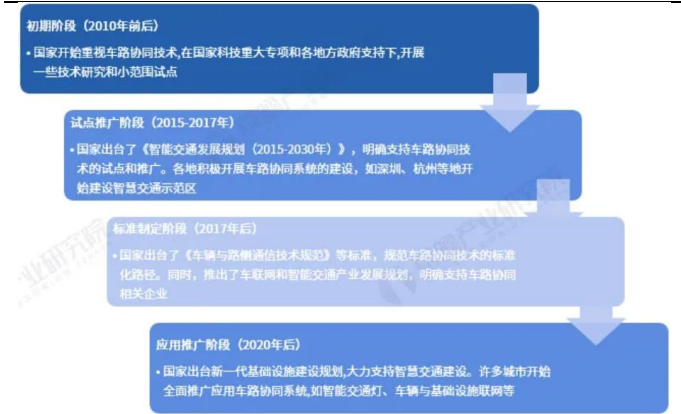 初期阶段（2010年前后）
• 国家开始重视车路协同技术,在国家科技重大专项和各地方政府支持下,开展
一些技术研究和小范围试点
试点推广阶段（2015-2017年）
• 国家出台了《智能交通发展规划（2015-2030年）》，明确支持车路协同技
术的试点和推广。各地积极开展车路协同系统的建设，如深圳、杭州等地开
始建设智慧交通示范区
标准制定阶段（2017年后）
• 国家出台了《车辆与路侧通信技术规范》等标准，规范车路协同技术的标准
化路径。同时，推出了车联网和智能交通产业发展规划，明确支持车路协同
相关企业
应用推广阶段（2020年后）
• 国家出台新一代基础设施建设规划,大力支持智慧交通建设。许多城市开始
全面推广应用车路协同系统,如智能交通灯、车辆与基础设施联网等